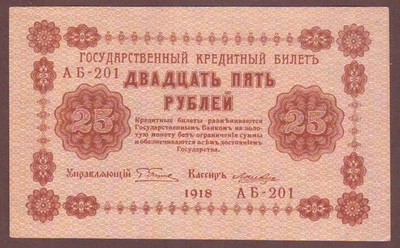 ГОСУДАРСТВЕННЫЙ КРЕДИТНЫЙ БИЛЕТЪ
АБ-201
ДВАДЦАТЬ ПЯТЬ
РУБЛЕЙ
25
25
Кредитные билеты размѣниваются
Государственнымъ Банкомъ на золо-
тую монету безъ ограниченія суммы
и обезпечиваются всѣмъ достояніемъ
Государства.
Управляющій
Кассиръ
1918
АБ-201